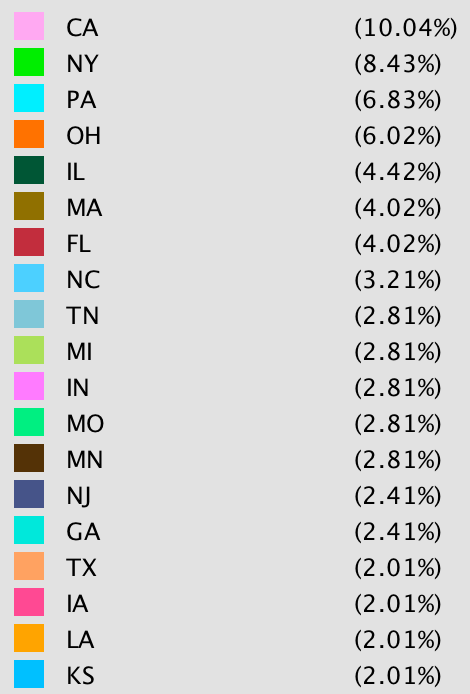 CA (10.04%)
NY (8.43%)
PA (6.83%)
OH (6.02%)
IL (4.42%)
MA (4.02%)
FL (4.02%)
NC (3.21%)
TN (2.81%)
MI (2.81%)
IN (2.81%)
MO (2.81%)
MN (2.81%)
NJ (2.41%)
GA (2.41%)
TX (2.01%)
IA (2.01%)
LA (2.01%)
KS (2.01%)